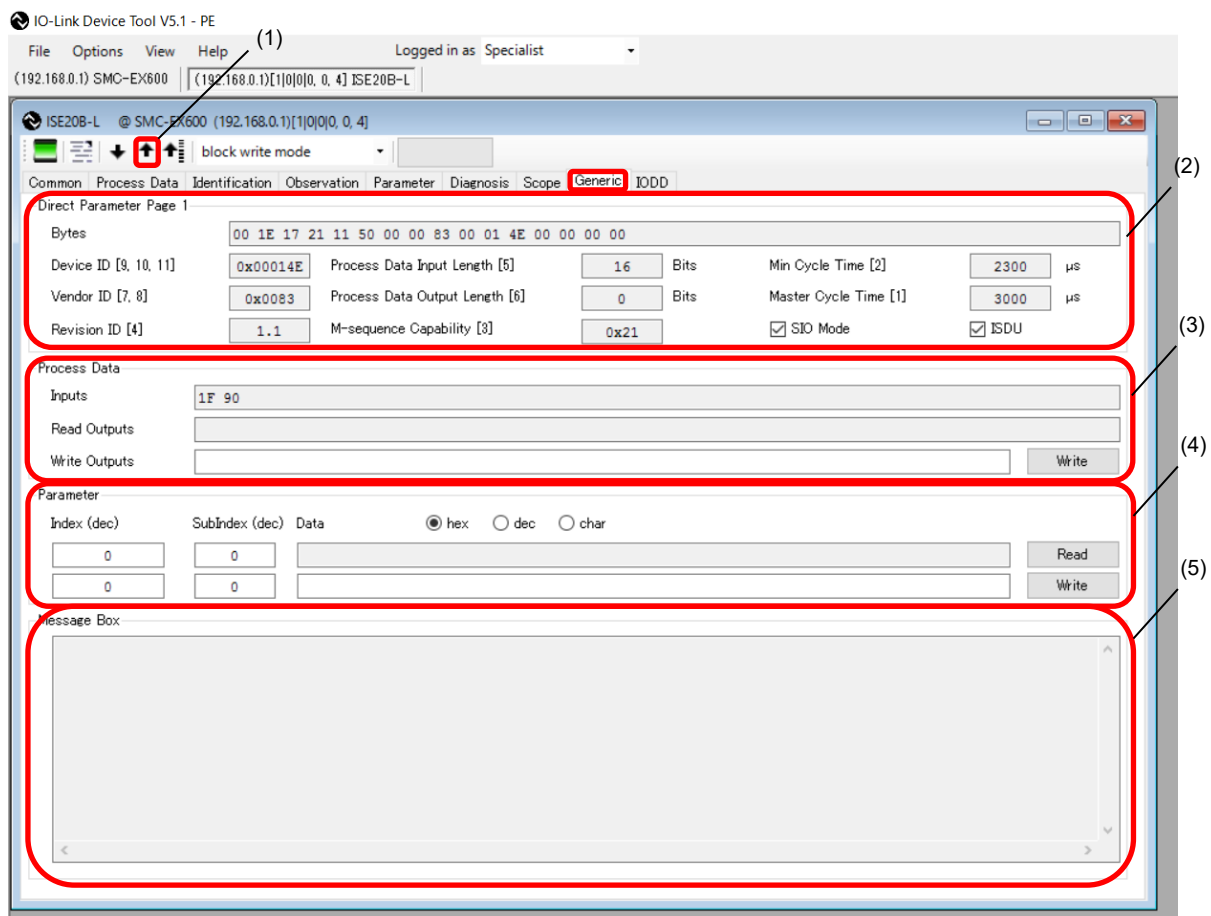 IO-Link Device Tool V5.1 - PE
(1)
File Options View Help Logged in as Specialist
(192.168.0.1) SMC-EX600 (192.168.0.1)[1|0|0|0, 0, 4] ISE20B-L
ISE20B-L @ SMC-EX600 (192.168.0.1)[1|0|0|0, 0, 4]
block write mode
Common Process Data Identification Observation Parameter Diagnosis Scope Generic IODD
(2)
Direct Parameter Page 1
Bytes 00 1E 17 21 11 50 00 00 83 00 01 4E 00 00 00 00
Device ID [9, 10, 11] 0x00014E Process Data Input Length [5] 16 Bits Min Cycle Time [2] 2300 µs
Vendor ID [7, 8] 0x0083 Process Data Output Length [6] 0 Bits Master Cycle Time [1] 3000 µs
Revision ID [4] 1.1 M-sequence Capability [3] 0x21 SIO Mode ISDU
(3)
Process Data
Inputs 1F 90
Read Outputs
Write Outputs Write
(4)
Parameter
Index (dec) SubIndex (dec) Data hex dec char
0 0 Read
0 0 Write
(5)
Message Box